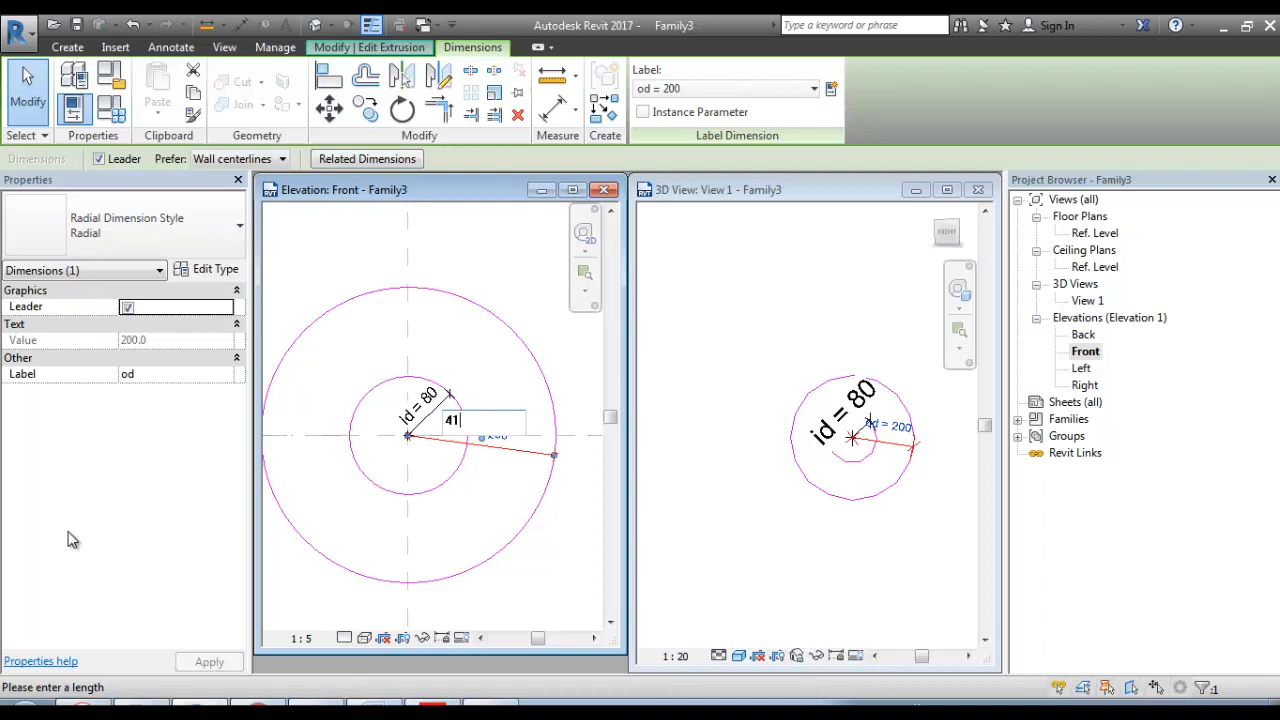 Autodesk Revit 2017 - Family3
Type a keyword or phrase
Sign In
Create
Insert
Annotate
View
Manage
Modify | Edit Extrusion
Dimensions
Modify
Paste
Cut
Join
Label:
od = 200
Instance Parameter
Select
Properties
Clipboard
Geometry
Modify
Measure
Create
Label Dimension
Dimensions
Leader
Prefer:
Wall centerlines
Related Dimensions
Properties
Radial Dimension Style
Radial
Dimensions (1)
Edit Type
Graphics
Leader
Text
Value
200.0
Other
Label
od
Properties help
Apply
Elevation: Front - Family3
2D
id = 80
41
1 : 5
3D View: View 1 - Family3
FRONT
id = 80
od = 200
1 : 20
Project Browser - Family3
Views (all)
Floor Plans
Ref. Level
Ceiling Plans
Ref. Level
3D Views
View 1
Elevations (Elevation 1)
Back
Front
Left
Right
Sheets (all)
Families
Groups
Revit Links
Please enter a length
:1